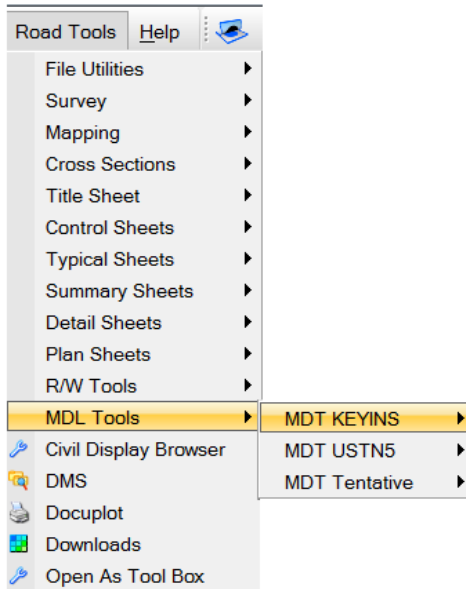 Road Tools Help
File Utilities
Survey
Mapping
Cross Sections
Title Sheet
Control Sheets
Typical Sheets
Summary Sheets
Detail Sheets
Plan Sheets
R/W Tools
MDL Tools
MDT KEYINS
Civil Display Browser
MDT USTN5
DMS
MDT Tentative
Docuplot
Downloads
Open As Tool Box